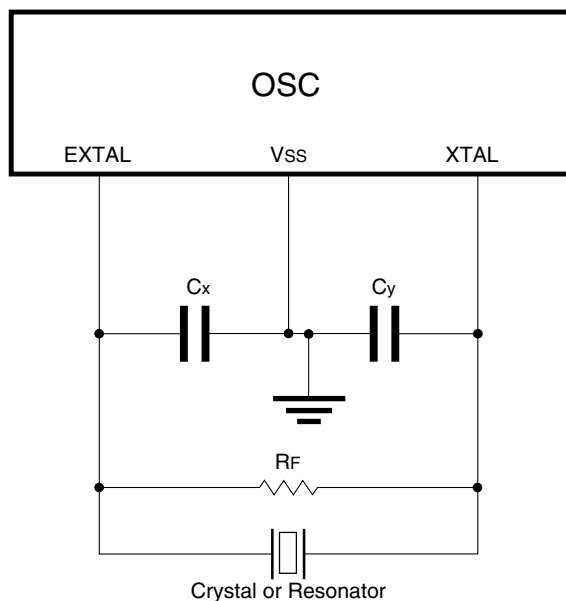 OSC
EXTAL VSS XTAL
Cx Cy
RF
Crystal or Resonator